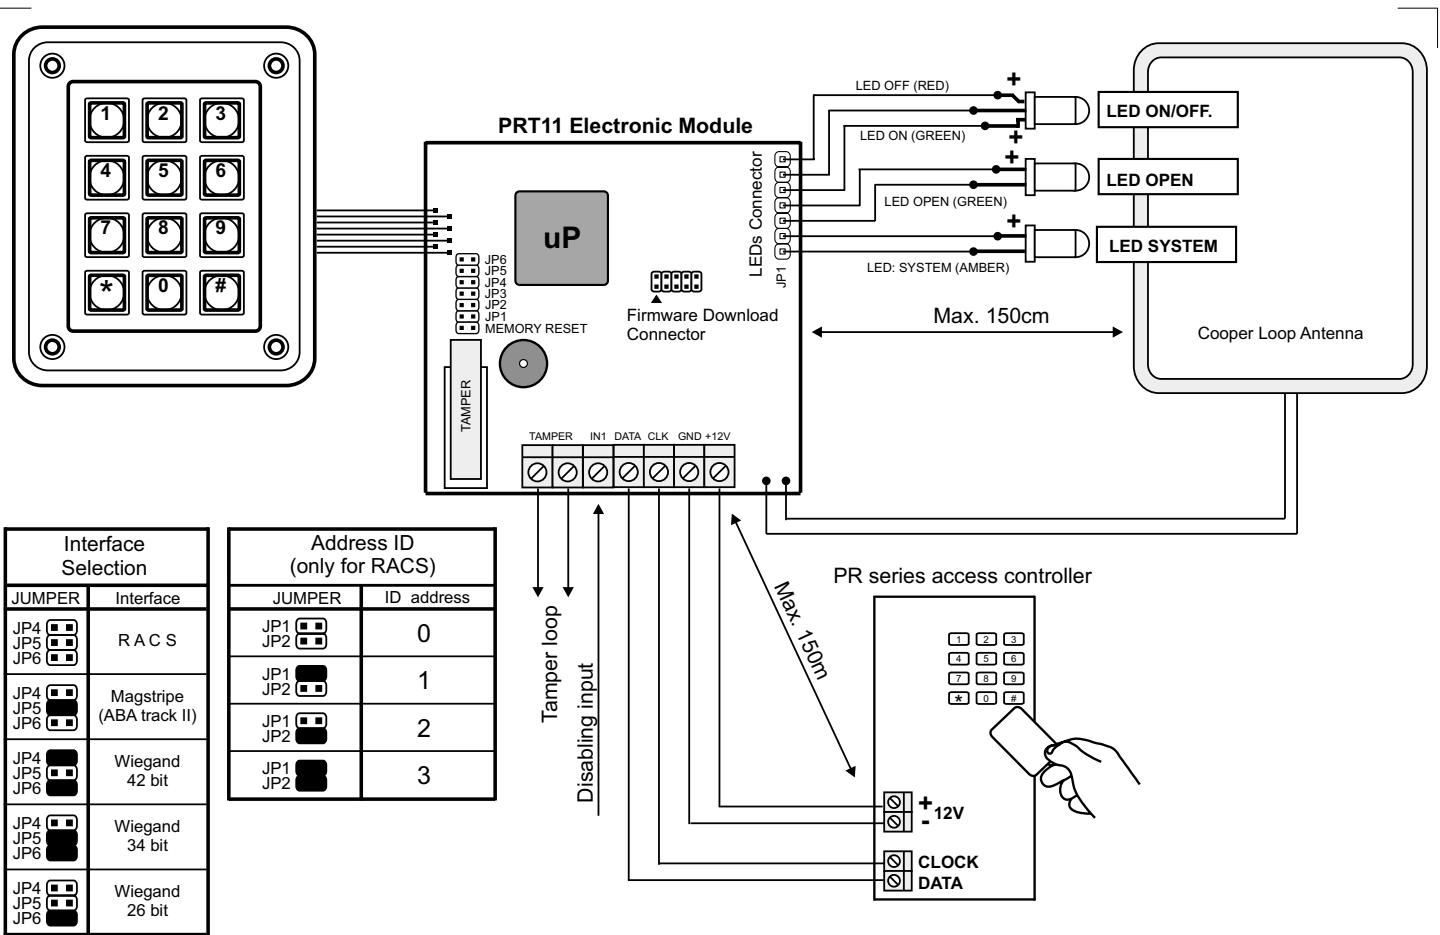 1 2 3
4 5 6
7 8 9
* 0 #
PRT11 Electronic Module
uP
JP6
JP5
JP4
JP3
JP2
JP1
MEMORY RESET
Firmware Download
Connector
LEDs Connector
JP1
TAMPER
TAMPER IN1 DATA CLK GND +12V
LED OFF (RED)
+
LED ON (GREEN)
+
LED ON/OFF.
+
LED OPEN (GREEN)
LED OPEN
+
LED: SYSTEM (AMBER)
LED SYSTEM
Max. 150cm
Cooper Loop Antenna
Tamper loop
Disabling input
Max. 150m
PR series access controller
1 2 3
4 5 6
7 8 9
* 0 #
+
- 12V
CLOCK
DATA
Interface
Selection
JUMPER Interface
JP4
JP5
JP6
R A C S
JP4
JP5
JP6
Magstripe
(ABA track II)
JP4
JP5
JP6
Wiegand
42 bit
JP4
JP5
JP6
Wiegand
34 bit
JP4
JP5
JP6
Wiegand
26 bit
Address ID
(only for RACS)
JUMPER ID address
JP1
JP2
0
JP1
JP2
1
JP1
JP2
2
JP1
JP2
3